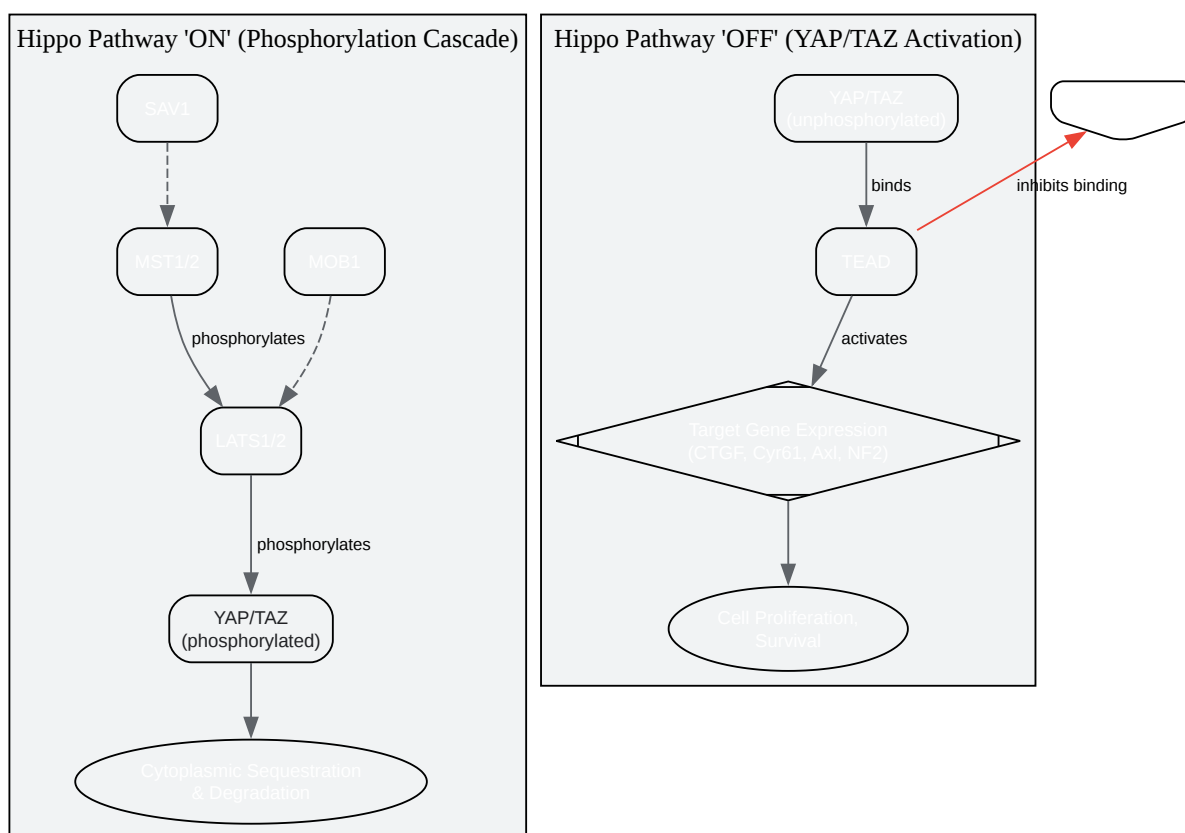 Hippo Pathway 'ON' (Phosphorylation Cascade)
SAV1
MST1/2
MOB1
phosphorylates
LATS1/2
phosphorylates
YAP/TAZ
(phosphorylated)
Cytoplasmic Sequestration
& Degradation
Hippo Pathway 'OFF' (YAP/TAZ Activation)
YAP/TAZ
(unphosphorylated)
binds
inhibits binding
TEAD
activates
Target Gene Expression
(CTGF, Cyr61, Axl, NF2)
Cell Proliferation,
Survival